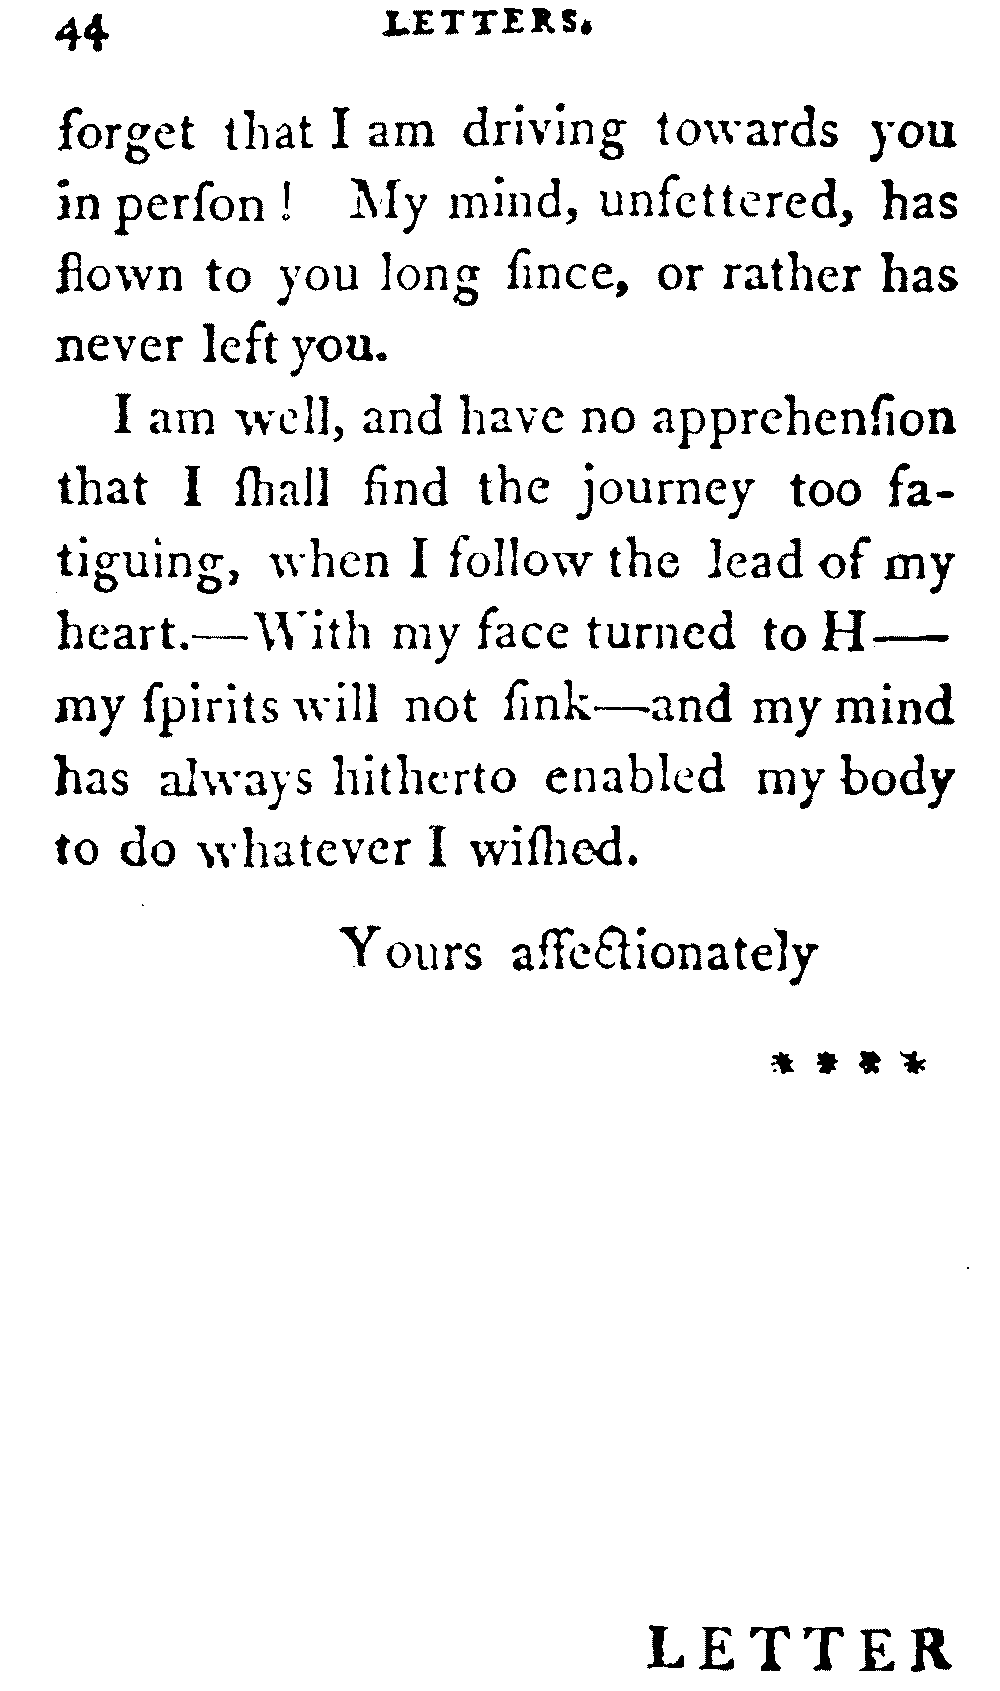 44 LETTERS.
forget that I am driving towards you
in perſon ! My mind, unfettered, has
flown to you long ſince, or rather has
never left you.
I am well, and have no apprehenſion
that I ſhall find the journey too fa-
tiguing, when I follow the lead of my
heart.—With my face turned to H——
my ſpirits will not ſink—and my mind
has always hitherto enabled my body
to do whatever I wiſhed.
Yours affectionately
* * * *
LETTER